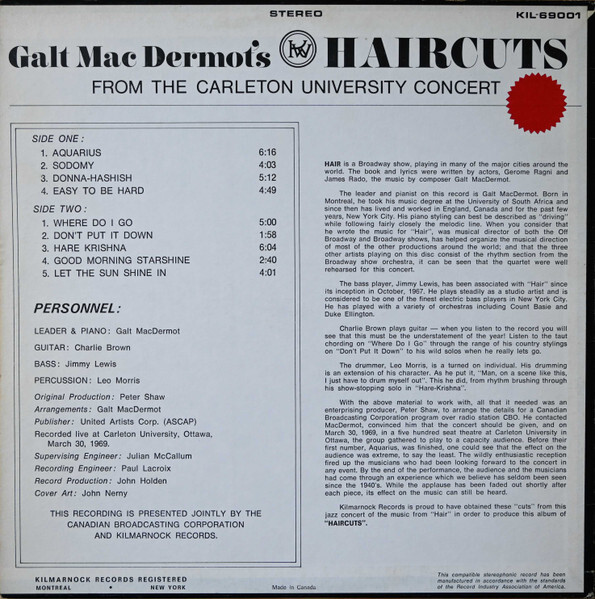 STEREO
KIL-69001
Galt Mac Dermot's HAIRCUTS
FROM THE CARLETON UNIVERSITY CONCERT
SIDE ONE:
1. AQUARIUS 6:16
2. SODOMY 4:03
3. DONNA-HASHISH 5:12
4. EASY TO BE HARD 4:49
SIDE TWO:
1. WHERE DO I GO 5:00
2. DON'T PUT IT DOWN 1:58
3. HARE KRISHNA 6:04
4. GOOD MORNING STARSHINE 2:40
5. LET THE SUN SHINE IN 4:01
PERSONNEL:
LEADER & PIANO: Galt MacDermot
GUITAR: Charlie Brown
BASS: Jimmy Lewis
PERCUSSION: Leo Morris
Original Production: Peter Shaw
Arrangements: Galt MacDermot
Publisher: United Artists Corp. (ASCAP)
Recorded live at Carleton University, Ottawa,
March 30, 1969.
Supervising Engineer: Julian McCallum
Recording Engineer: Paul Lacroix
Record Production: John Holden
Cover Art: John Nerny
THIS RECORDING IS PRESENTED JOINTLY BY THE
CANADIAN BROADCASTING CORPORATION
AND KILMARNOCK RECORDS.
HAIR is a Broadway show, playing in many of the major cities around the
world. The book and lyrics were written by actors, Gerome Ragni and
James Rado, the music by composer Galt MacDermot.
The leader and pianist on this record is Galt MacDermot. Born in
Montreal, he took his music degree at the University of South Africa and
since then has lived and worked in England, Canada and for the past few
years, New York City. His piano styling can best be described as "driving"
while following fairly closely the melodic line. When you consider that
he wrote the music for "Hair", was musical director of both the Off
Broadway and Broadway shows, has helped organize the musical direction
of most of the other productions around the world; and that the three
other artists playing on this disc consist of the rhythm section from the
Broadway show orchestra, it can be seen that the quartet were well
rehearsed for this concert.
The bass player, Jimmy Lewis, has been associated with "Hair" since
its inception in October, 1967. He plays steadily as a studio artist and is
considered to be one of the finest electric bass players in New York City.
He has played with a variety of orchestras including Count Basie and
Duke Ellington.
Charlie Brown plays guitar — when you listen to the record you will
see that this must be the understatement of the year! Listen to the taut
chording on "Where Do I Go" through the range of his country stylings
on "Don't Put It Down" to his wild solos when he really lets go.
The drummer, Leo Morris, is a turned on individual. His drumming
is an extension of his character. As he put it, "Man, on a scene like this,
I just have to drum myself out". This he did, from rhythm brushing through
his show-stopping solo in "Hare-Krishna".
With the above material to work with, all that it needed was an
enterprising producer, Peter Shaw, to arrange the details for a Canadian
Broadcasting Corporation program over radio station CBO. He contacted
MacDermot, convinced him that the concert should be given, and on
March 30, 1969, in a five hundred seat theatre at Carleton University in
Ottawa, the group gathered to play to a capacity audience. Before their
first number, Aquarius, was finished, one could see that the effect on the
audience was extreme, to say the least. The wildly enthusiastic reception
fired up the musicians who had been looking forward to the concert in
any event. By the end of the performance, the audience and the musicians
had come through an experience which we believe has seldom been seen
since the 1940's. While the applause has been faded out shortly after
each piece, its effect on the music can still be heard.
Kilmarnock Records is proud to have obtained these "cuts" from this
jazz concert of the music from "Hair" in order to produce this album of
"HAIRCUTS".
KILMARNOCK RECORDS REGISTERED
MONTREAL • NEW YORK
Made in Canada
This compatible stereophonic record has been
manufactured in accordance with the standards
of the Record Industry Association of America.